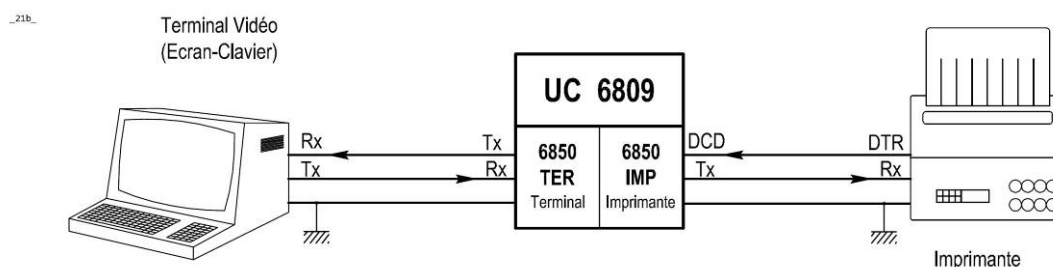 _21b_
Terminal Vidéo
(Ecran-Clavier)
UC 6809
Rx
Tx
Tx
Rx
6850
TER
Terminal
6850
IMP
Imprimante
DCD
DTR
Tx
Rx
Imprimante